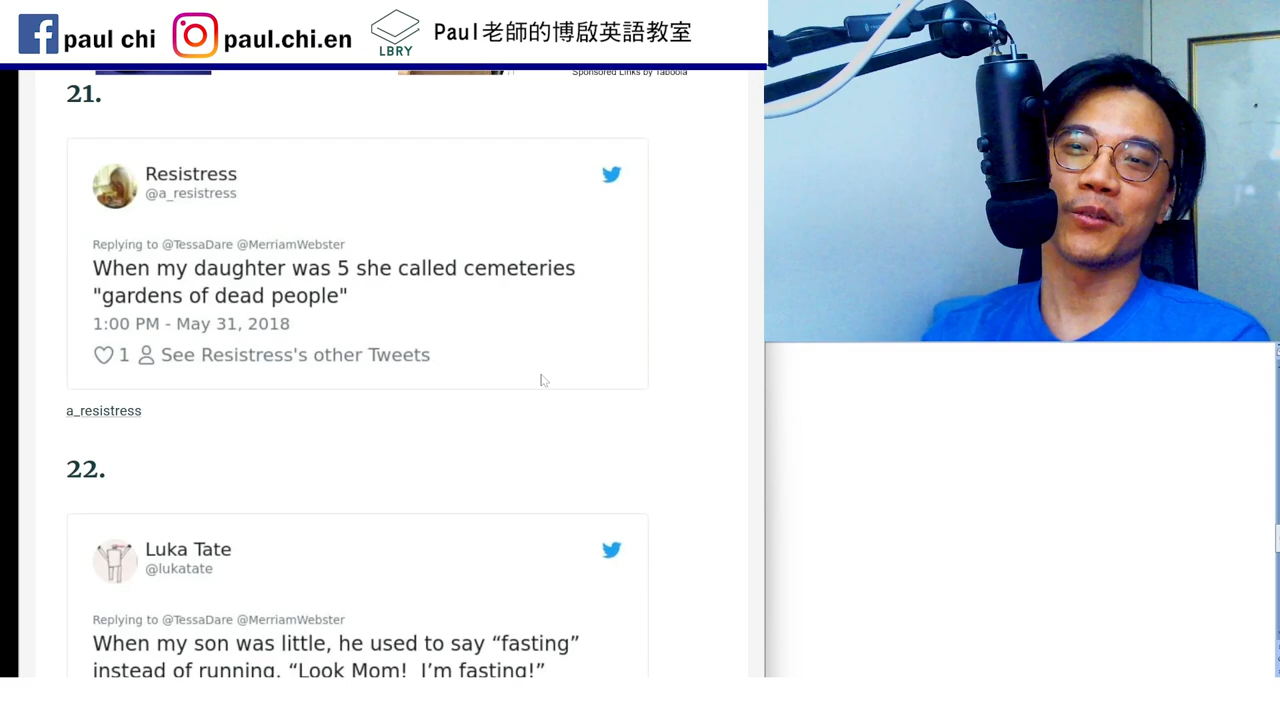 paul chi
paul.chi.en
LBRY
Paul老師的博啟英語教室
Sponsored Links by Taboola
21.
Resistress
@a_resistress
Replying to @TessaDare @MerriamWebster
When my daughter was 5 she called cemeteries
"gardens of dead people"
1:00 PM - May 31, 2018
1 See Resistress's other Tweets
a_resistress
22.
Luka Tate
@lukatate
Replying to @TessaDare @MerriamWebster
When my son was little, he used to say “fasting”
instead of running. “Look Mom! I’m fasting!”